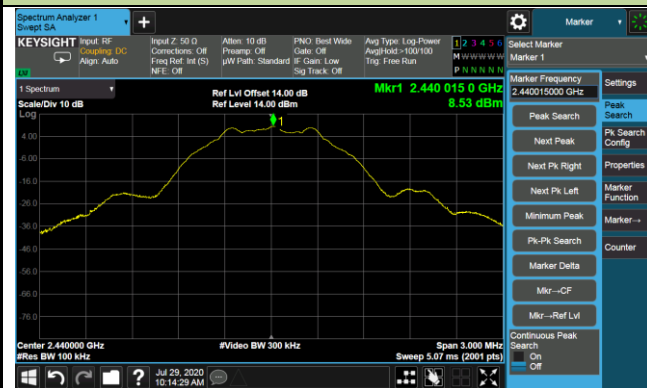 Spectrum Analyzer 1
Swept SA
+
Marker
KEYSIGHT
Input: RF
Coupling: DC
Align: Auto
Input Z: 50 Ω
Corrections: Off
Freq Ref: Int (S)
NFE: Off
Atten: 10 dB
Preamp: Off
µW Path: Standard
PNO: Best Wide
Gate: Off
IF Gain: Low
Sig Track: Off
Avg Type: Log-Power
Avg|Hold:>100/100
Trig: Free Run
1 2 3 4 5 6
M W W W W W
P N N N N N
Select Marker
Marker 1
1 Spectrum
Scale/Div 10 dB
Ref Lvl Offset 14.00 dB
Ref Level 14.00 dBm
Mkr1 2.440 015 0 GHz
8.53 dBm
Log
1
4.00
-6.00
-16.0
-26.0
-36.0
-46.0
-56.0
-66.0
-76.0
Center 2.440000 GHz
#Res BW 100 kHz
#Video BW 300 kHz
Span 3.000 MHz
Sweep 5.07 ms (2001 pts)
Marker Frequency
2.440015000 GHz
Peak Search
Next Peak
Next Pk Right
Next Pk Left
Minimum Peak
Pk-Pk Search
Marker Delta
Mkr→CF
Mkr→Ref Lvl
Continuous Peak
Search
On
Off
Settings
Peak
Search
Pk Search
Config
Properties
Marker
Function
Marker→
Counter
?
Jul 29, 2020
10:14:29 AM